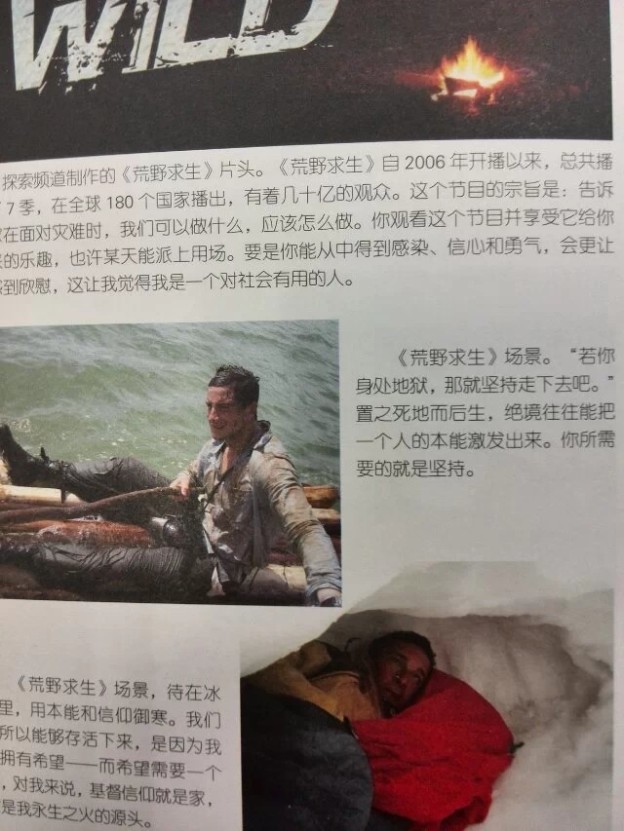 WILD
探索频道制作的《荒野求生》片头。《荒野求生》自 2006 年开播以来，总共播
7 季，在全球 180 个国家播出，有着几十亿的观众。这个节目的宗旨是：告诉
在面对灾难时，我们可以做什么，应该怎么做。你观看这个节目并享受它给你
的乐趣，也许某天能派上用场。要是你能从中得到感染、信心和勇气，会更让
到欣慰，这让我觉得我是一个对社会有用的人。
《荒野求生》场景。“若你
身处地狱，那就坚持走下去吧。”
置之死地而后生，绝境往往能把
一个人的本能激发出来。你所需
要的就是坚持。
《荒野求生》场景，待在冰
里，用本能和信仰御寒。我们
所以能够存活下来，是因为我
拥有希望——而希望需要一个
，对我来说，基督信仰就是家，
是我永生之火的源头。